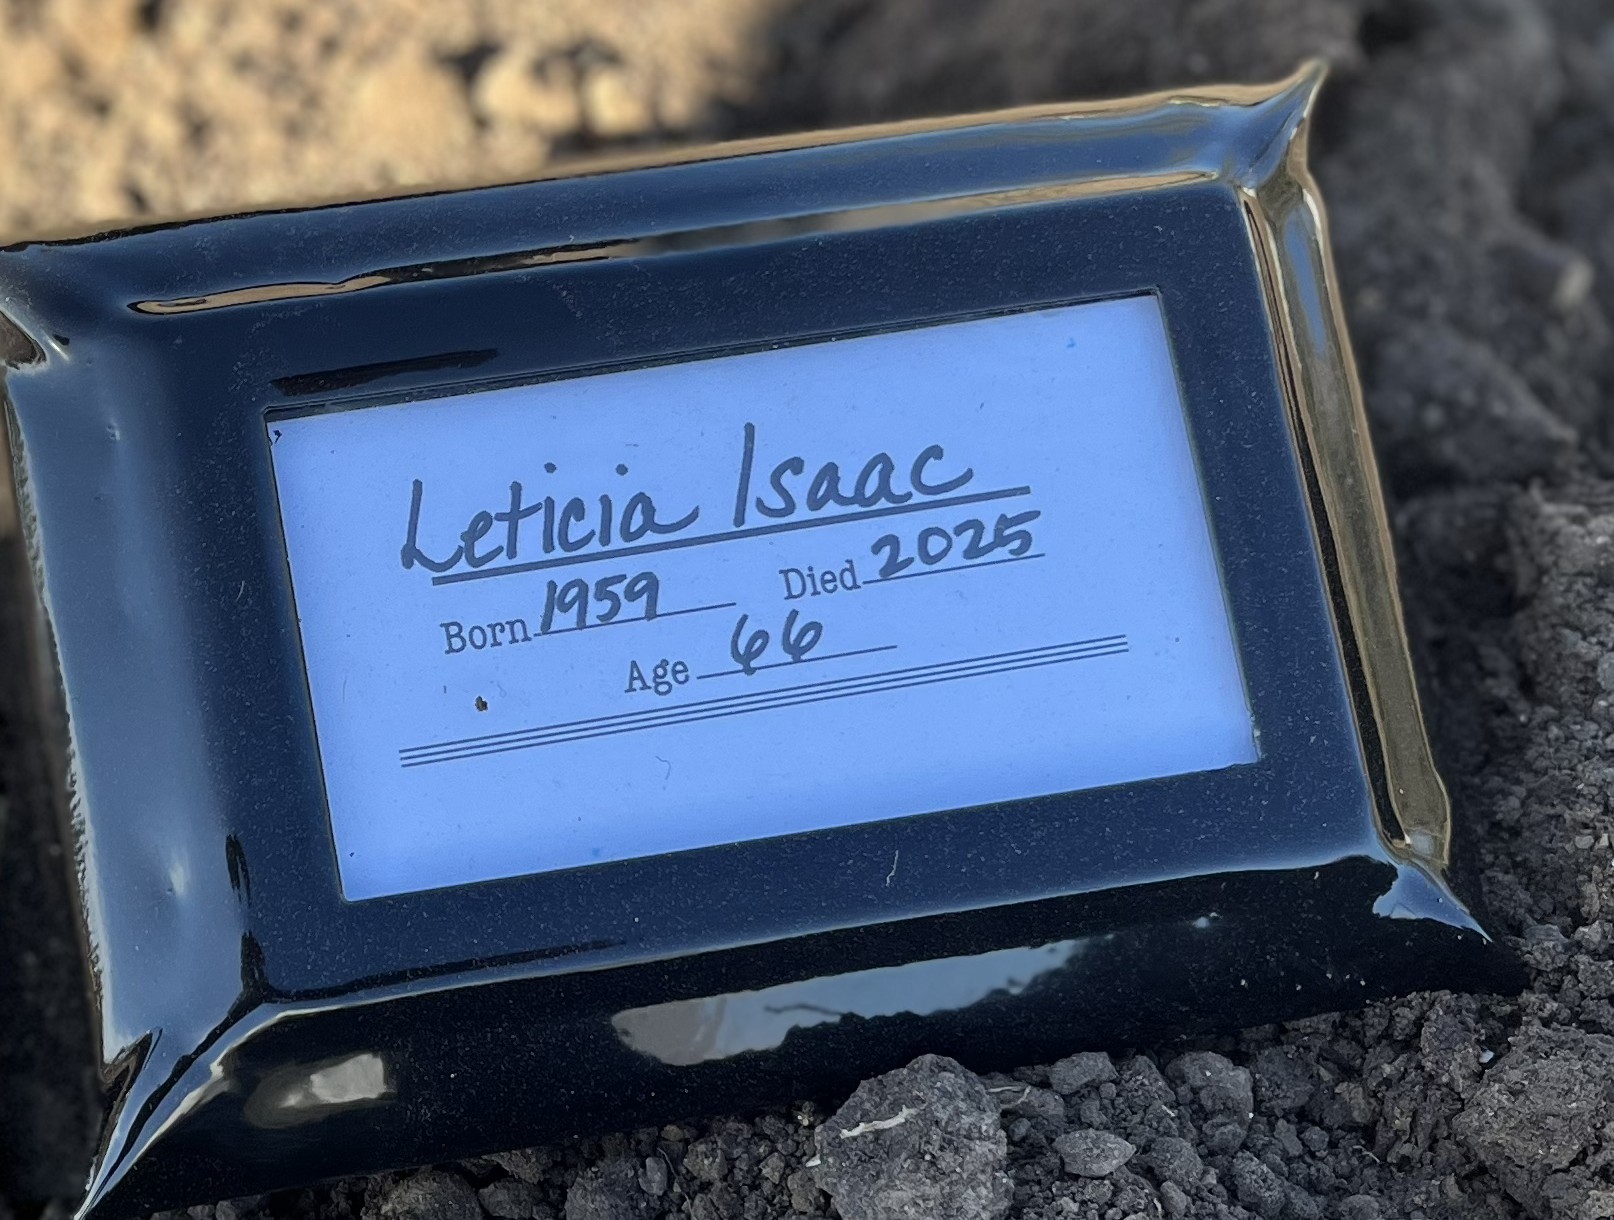 Leticia Isaac
Born 1959 Died 2025
Age 66